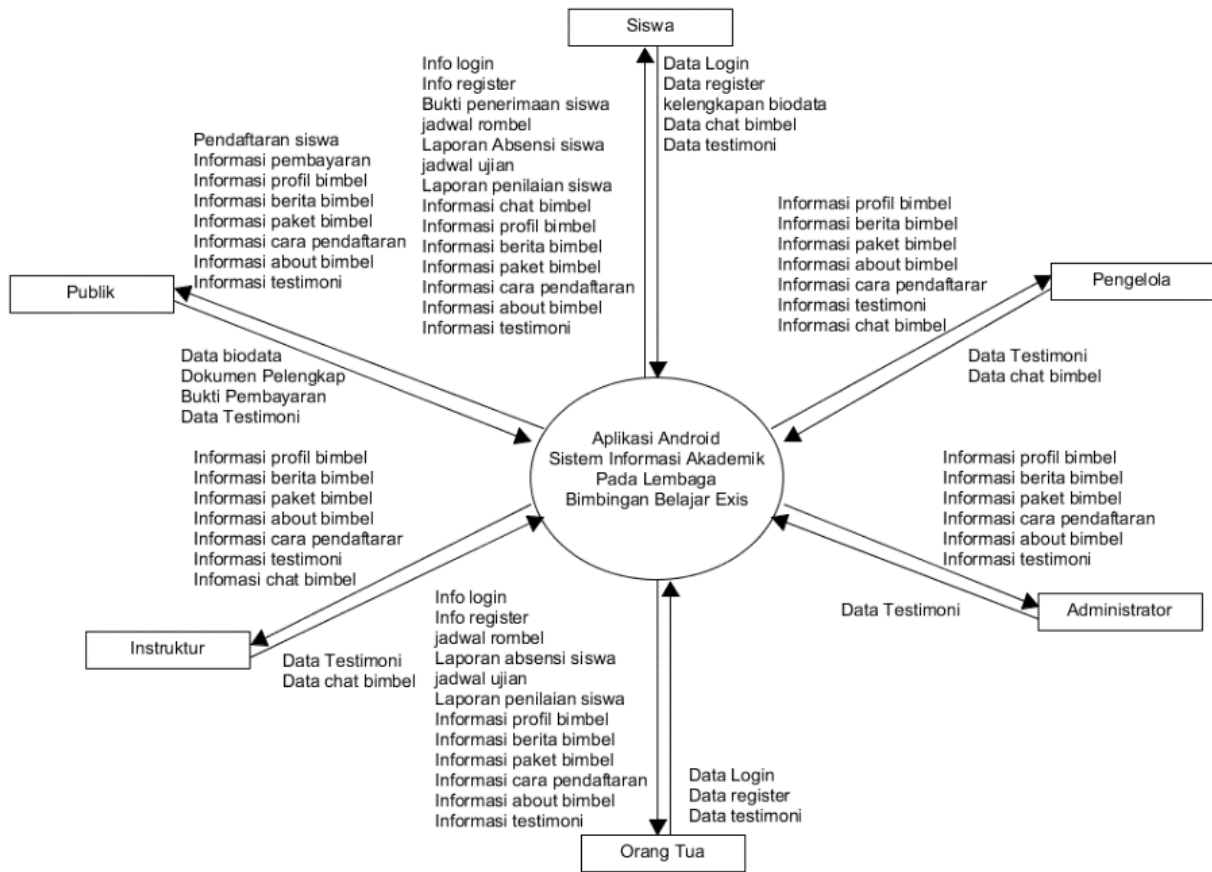 Siswa
Info login
Info register
Bukti penerimaan siswa
jadwal rombel
Laporan Absensi siswa
jadwal ujian
Laporan penilaian siswa
Informasi chat bimbel
Informasi profil bimbel
Informasi berita bimbel
Informasi paket bimbel
Informasi cara pendaftaran
Informasi about bimbel
Informasi testimoni
Data Login
Data register
kelengkapan biodata
Data chat bimbel
Data testimoni
Pendaftaran siswa
Informasi pembayaran
Informasi profil bimbel
Informasi berita bimbel
Informasi paket bimbel
Informasi cara pendaftaran
Informasi about bimbel
Informasi testimoni
Publik
Data biodata
Dokumen Pelengkap
Bukti Pembayaran
Data Testimoni
Informasi profil bimbel
Informasi berita bimbel
Informasi paket bimbel
Informasi about bimbel
Informasi cara pendaftarar
Informasi testimoni
Informasi chat bimbel
Pengelola
Data Testimoni
Data chat bimbel
Aplikasi Android
Sistem Informasi Akademik
Pada Lembaga
Bimbingan Belajar Exis
Informasi profil bimbel
Informasi berita bimbel
Informasi paket bimbel
Informasi about bimbel
Informasi cara pendaftarar
Informasi testimoni
Infomasi chat bimbel
Instruktur
Data Testimoni
Data chat bimbel
Informasi profil bimbel
Informasi berita bimbel
Informasi paket bimbel
Informasi cara pendaftaran
Informasi about bimbel
Informasi testimoni
Data Testimoni
Administrator
Info login
Info register
jadwal rombel
Laporan absensi siswa
jadwal ujian
Laporan penilaian siswa
Informasi profil bimbel
Informasi berita bimbel
Informasi paket bimbel
Informasi cara pendaftaran
Informasi about bimbel
Informasi testimoni
Data Login
Data register
Data testimoni
Orang Tua